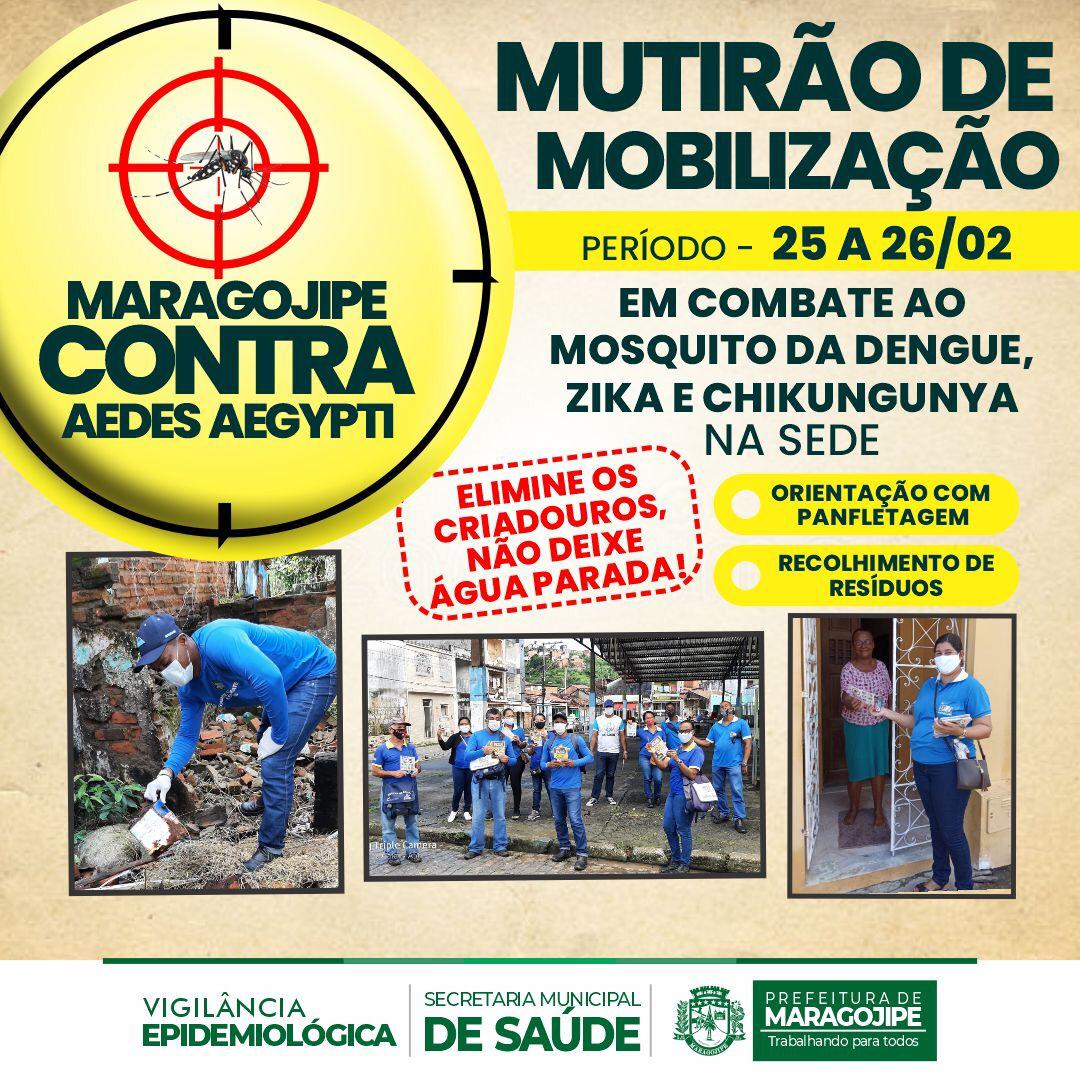 MUTIRÃO DE
MOBILIZAÇÃO
PERÍODO - 25 A 26/02
EM COMBATE AO
MOSQUITO DA DENGUE,
ZIKA E CHIKUNGUNYA
NA SEDE
MARAGOJIPE
CONTRA
AEDES AEGYPTI
ELIMINE OS
CRIADOUROS,
NÃO DEIXE
ÁGUA PARADA!
ORIENTAÇÃO COM
PANFLETAGEM
RECOLHIMENTO DE
RESÍDUOS
Triple Camera
VIGILÂNCIA
EPIDEMIOLÓGICA
SECRETARIA MUNICIPAL
DE SAÚDE
MARAGOJIPE
PREFEITURA DE
MARAGOJIPE
Trabalhando para todos